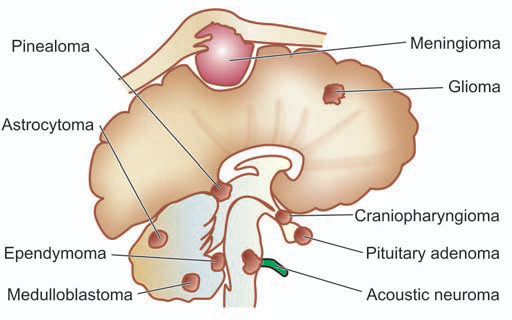 Pinealoma
Meningioma
Glioma
Astrocytoma
Craniopharyngioma
Ependymoma
Pituitary adenoma
Medulloblastoma
Acoustic neuroma